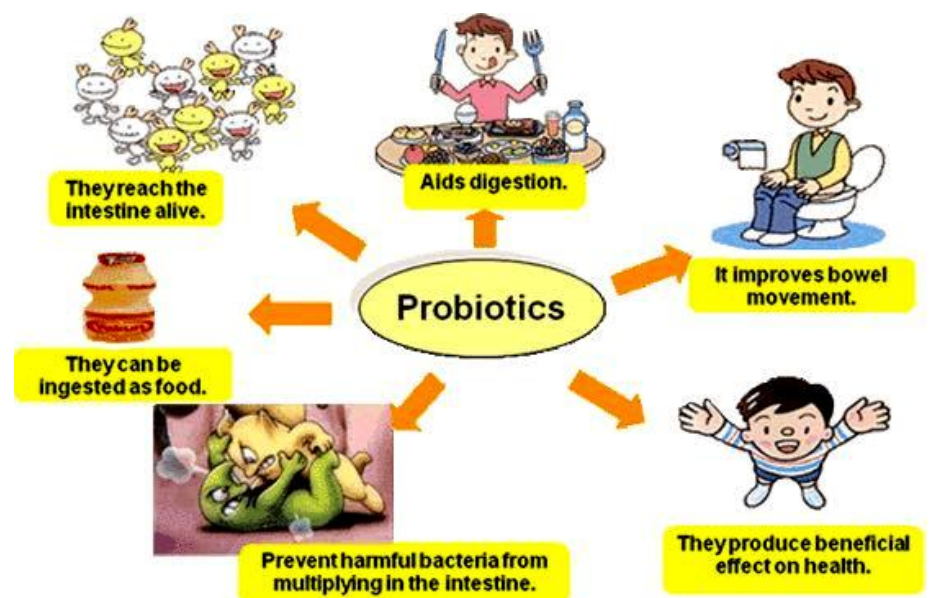 They reach the
intestine alive.
Aids digestion.
It improves bowel
movement.
Probiotics
They can be
ingested as food.
Prevent harmful bacteria from
multiplying in the intestine.
They produce beneficial
effect on health.